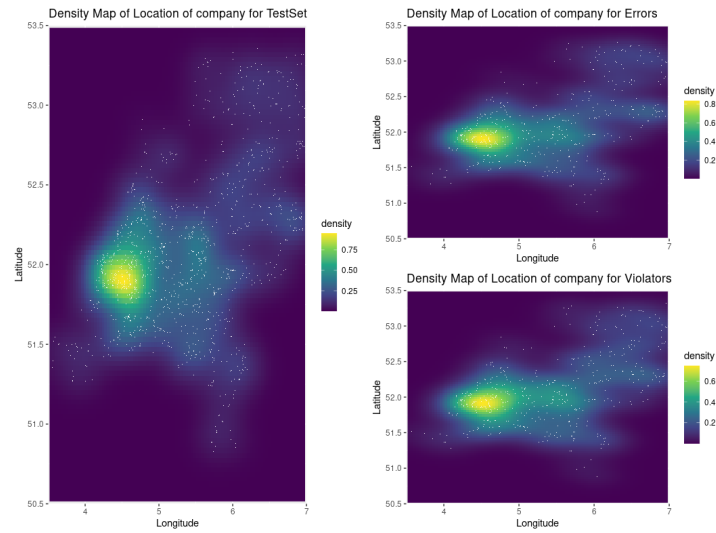 Density Map of Location of company for TestSet
53.5
53.0
52.5
52.0
51.5
51.0
50.5
Latitude
4 5 6 7
Longitude
density
0.75
0.50
0.25
Density Map of Location of company for Errors
53.5
53.0
52.5
52.0
51.5
51.0
50.5
Latitude
4 5 6 7
Longitude
density
0.8
0.6
0.4
0.2
Density Map of Location of company for Violators
53.5
53.0
52.5
52.0
51.5
51.0
50.5
Latitude
4 5 6 7
Longitude
density
0.6
0.4
0.2